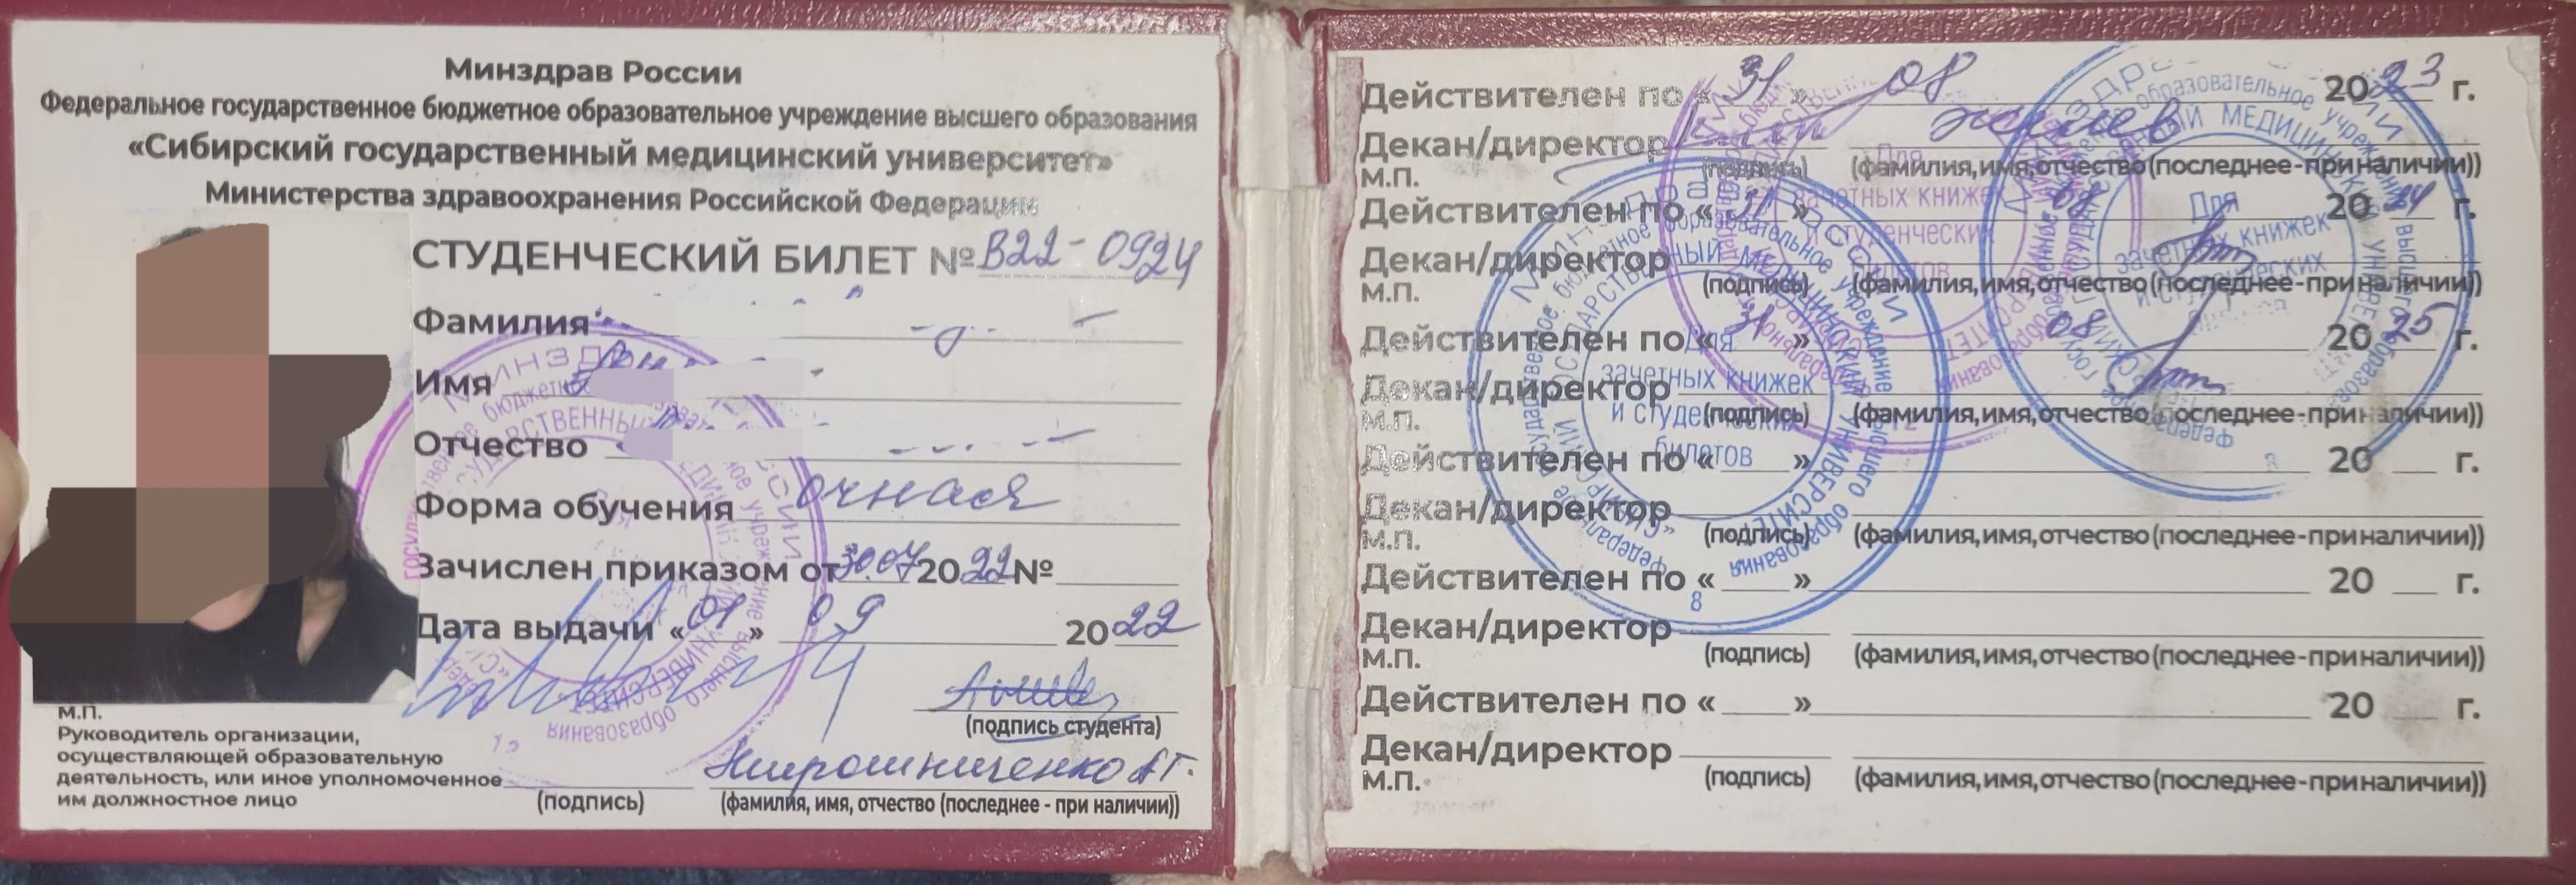 Минздрав России
Федеральное государственное бюджетное образовательное учреждение высшего образования
«Сибирский государственный медицинский университет»
Министерства здравоохранения Российской Федерации
СТУДЕНЧЕСКИЙ БИЛЕТ № В22-0924
Фамилия
Имя
Отчество
Форма обучения очная
Зачислен приказом от 30.07 2022 №
Дата выдачи «01» 09 2022
(подпись студента)
М.П.
Руководитель организации,
осуществляющей образовательную
деятельность, или иное уполномоченное
им должностное лицо
(подпись)
Мирошниченко
(фамилия, имя, отчество (последнее - при наличии))
Действителен по «31» 08 2023 г.
Декан/директор
М.П.
(подпись) (фамилия,имя,отчество(последнее-при наличии))
Действителен по «31» 08 2024 г.
Декан/директор
М.П.
(подпись) (фамилия,имя,отчество(последнее-при наличии))
Действителен по «31» 08 2025 г.
Декан/директор
М.П.
(подпись) (фамилия,имя,отчество(последнее-при наличии))
Действителен по « » 20 г.
Декан/директор
М.П.
(подпись) (фамилия,имя,отчество(последнее-при наличии))
Действителен по « » 20 г.
Декан/директор
М.П.
(подпись) (фамилия,имя,отчество(последнее-при наличии))
Действителен по « » 20 г.
Декан/директор
М.П.
(подпись) (фамилия,имя,отчество(последнее-при наличии))
Для
зачетных книжек
и студенческих
билетов
8